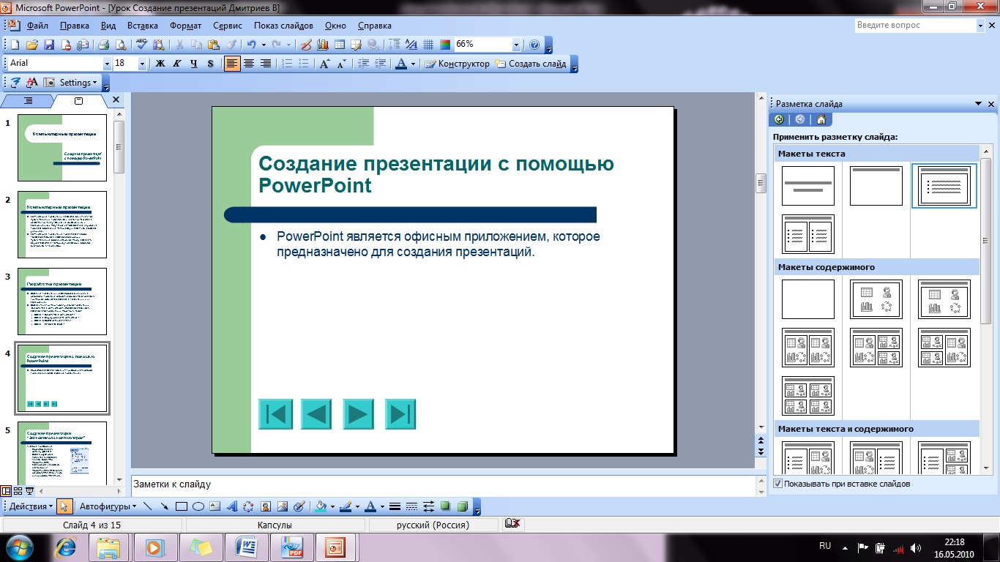 Microsoft PowerPoint - [Урок Создание презентаций Дмитриев В]
Файл Правка Вид Вставка Формат Сервис Показ слайдов Окно Справка
Введите вопрос
66%
Arial 18 Ж К Ч S Конструктор Создать слайд
Settings
1
Компьютерные презентации
Создание презентаций
с помощью PowerPoint
2
Компьютерные презентации
3
Разработка презентации
4
Создание презентации с помощью
PowerPoint
5
Создание презентации
"Знакомство с компьютером"
Создание презентации с помощью
PowerPoint
PowerPoint является офисным приложением, которое
предназначено для создания презентаций.
Заметки к слайду
Разметка слайда
Применить разметку слайда:
Макеты текста
Макеты содержимого
Макеты текста и содержимого
Показывать при вставке слайдов
Действия Автофигуры
Слайд 4 из 15 Капсулы русский (Россия)
RU
22:18
16.05.2010